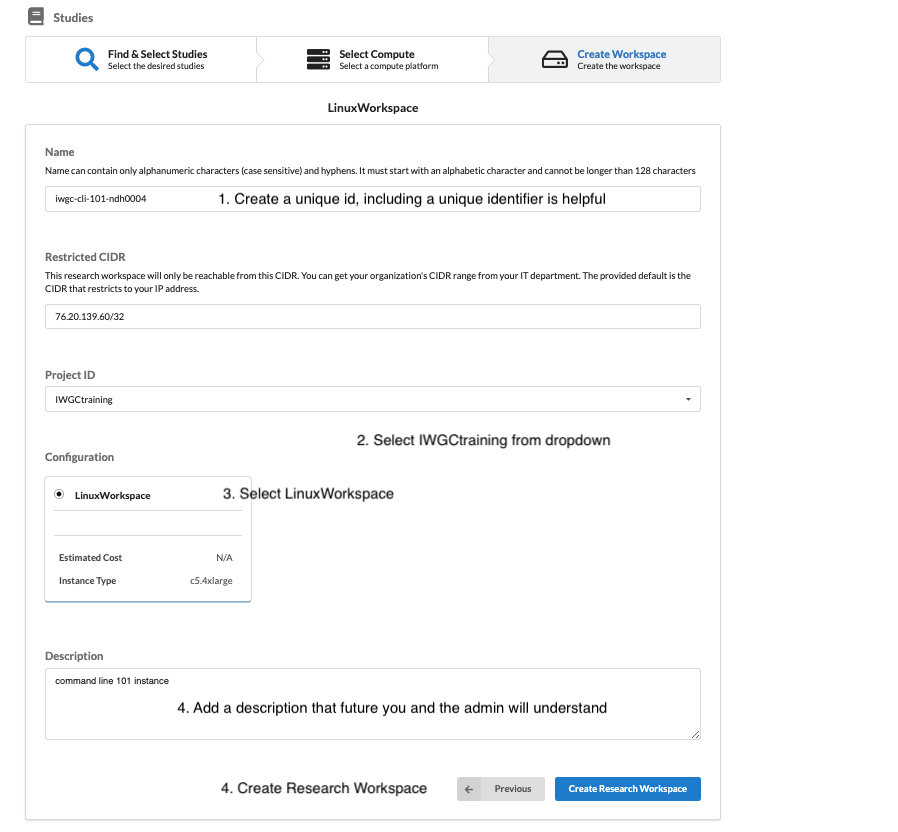 Studies
Find & Select Studies
Select the desired studies
Select Compute
Select a compute platform
Create Workspace
Create the workspace
LinuxWorkspace
Name
Name can contain only alphanumeric characters (case sensitive) and hyphens. It must start with an alphabetic character and cannot be longer than 128 characters
iwgc-cli-101-ndh0004
1. Create a unique id, including a unique identifier is helpful
Restricted CIDR
This research workspace will only be reachable from this CIDR. You can get your organization's CIDR range from your IT department. The provided default is the
CIDR that restricts to your IP address.
76.20.139.60/32
Project ID
IWGCtraining
2. Select IWGCtraining from dropdown
Configuration
LinuxWorkspace
3. Select LinuxWorkspace
Estimated Cost N/A
Instance Type c5.4xlarge
Description
command line 101 instance
4. Add a description that future you and the admin will understand
4. Create Research Workspace
Previous
Create Research Workspace